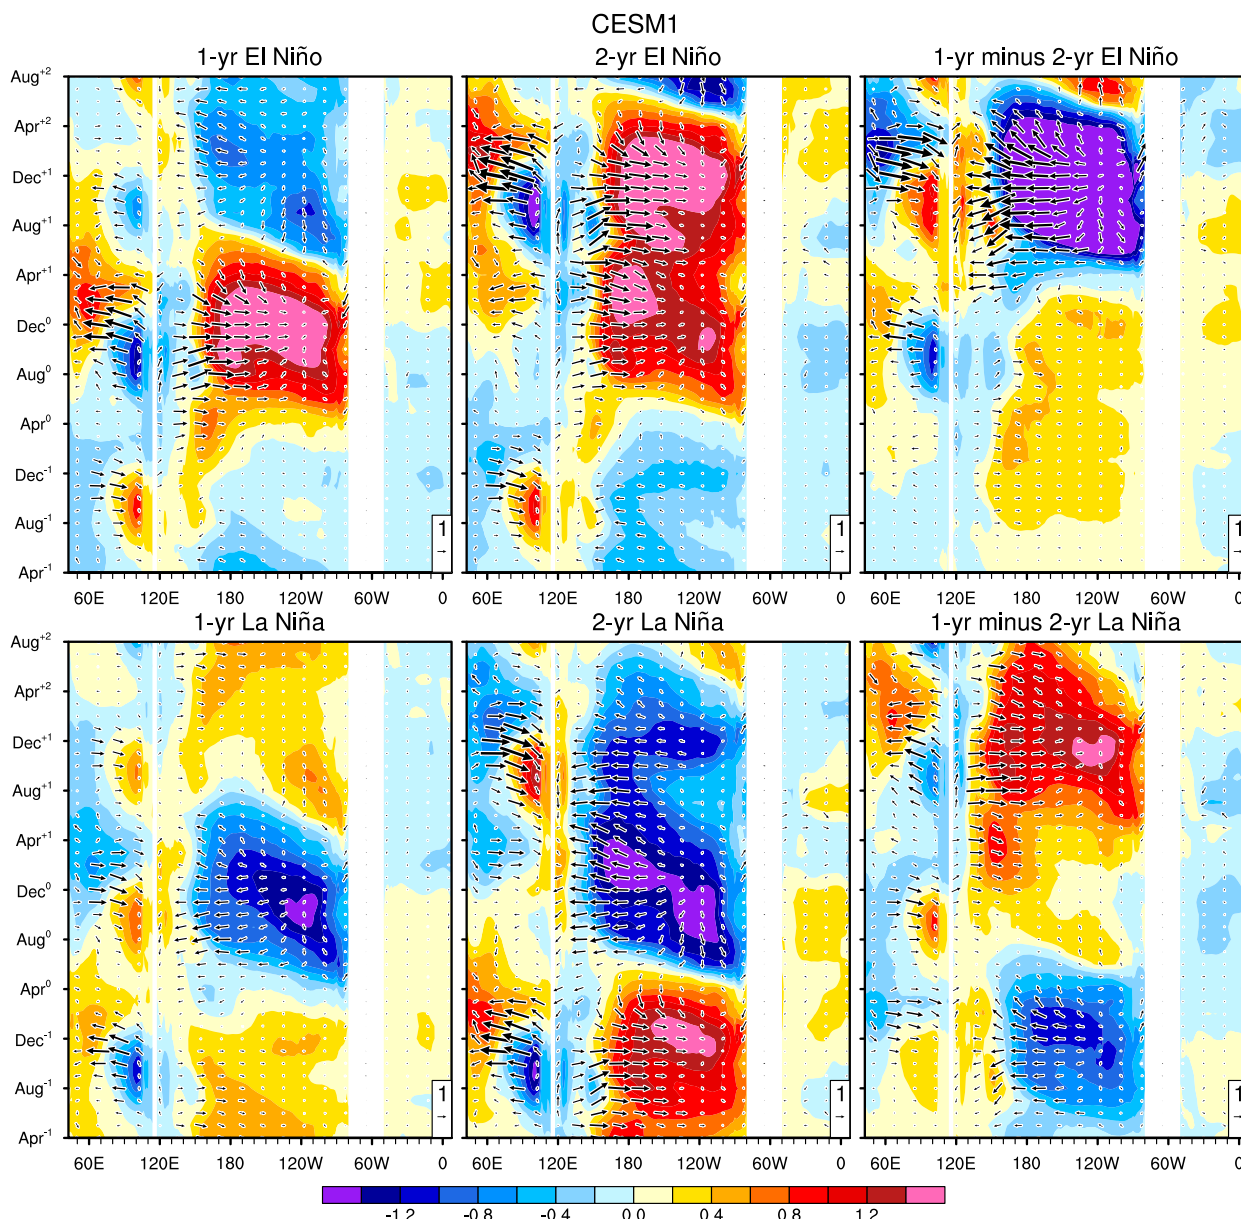 CESM1
1-yr El Niño 2-yr El Niño 1-yr minus 2-yr El Niño
Aug+2
Apr+2
Dec+1
Aug+1
Apr+1
Dec0
Aug0
Apr0
Dec-1
Aug-1
Apr-1
1 1 1
60E 120E 180 120W 60W 0 60E 120E 180 120W 60W 0 60E 120E 180 120W 60W 0
1-yr La Niña 2-yr La Niña 1-yr minus 2-yr La Niña
Aug+2
Apr+2
Dec+1
Aug+1
Apr+1
Dec0
Aug0
Apr0
Dec-1
Aug-1
Apr-1
1 1 1
60E 120E 180 120W 60W 0 60E 120E 180 120W 60W 0 60E 120E 180 120W 60W 0
-1.2 -0.8 -0.4 0.0 0.4 0.8 1.2